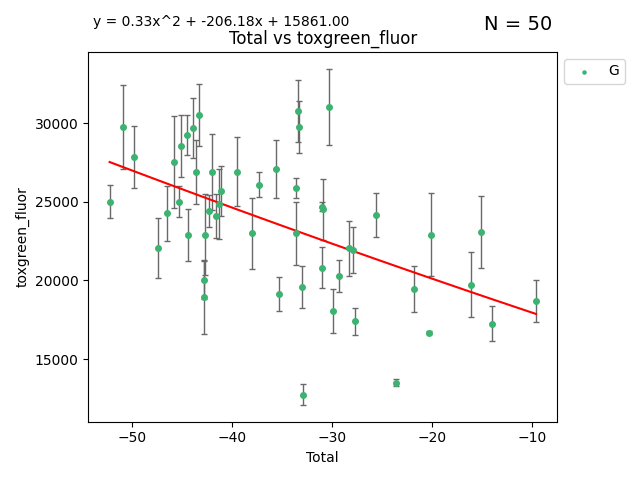 y = 0.33x^2 + -206.18x + 15861.00
N = 50
Total vs toxgreen_fluor
G
30000
25000
20000
15000
toxgreen_fluor
−50
−40
−30
−20
−10
Total